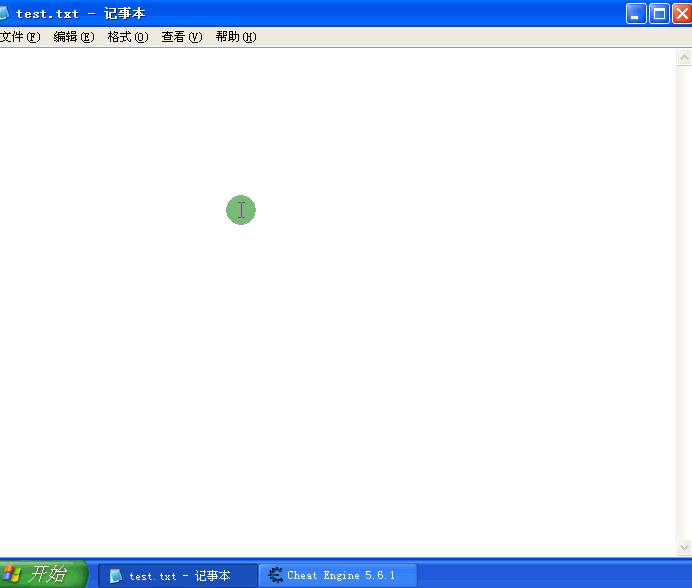 test.txt - 记事本
文件(F) 编辑(E) 格式(O) 查看(V) 帮助(H)
开始 test.txt - 记事本 Cheat Engine 5.6.1